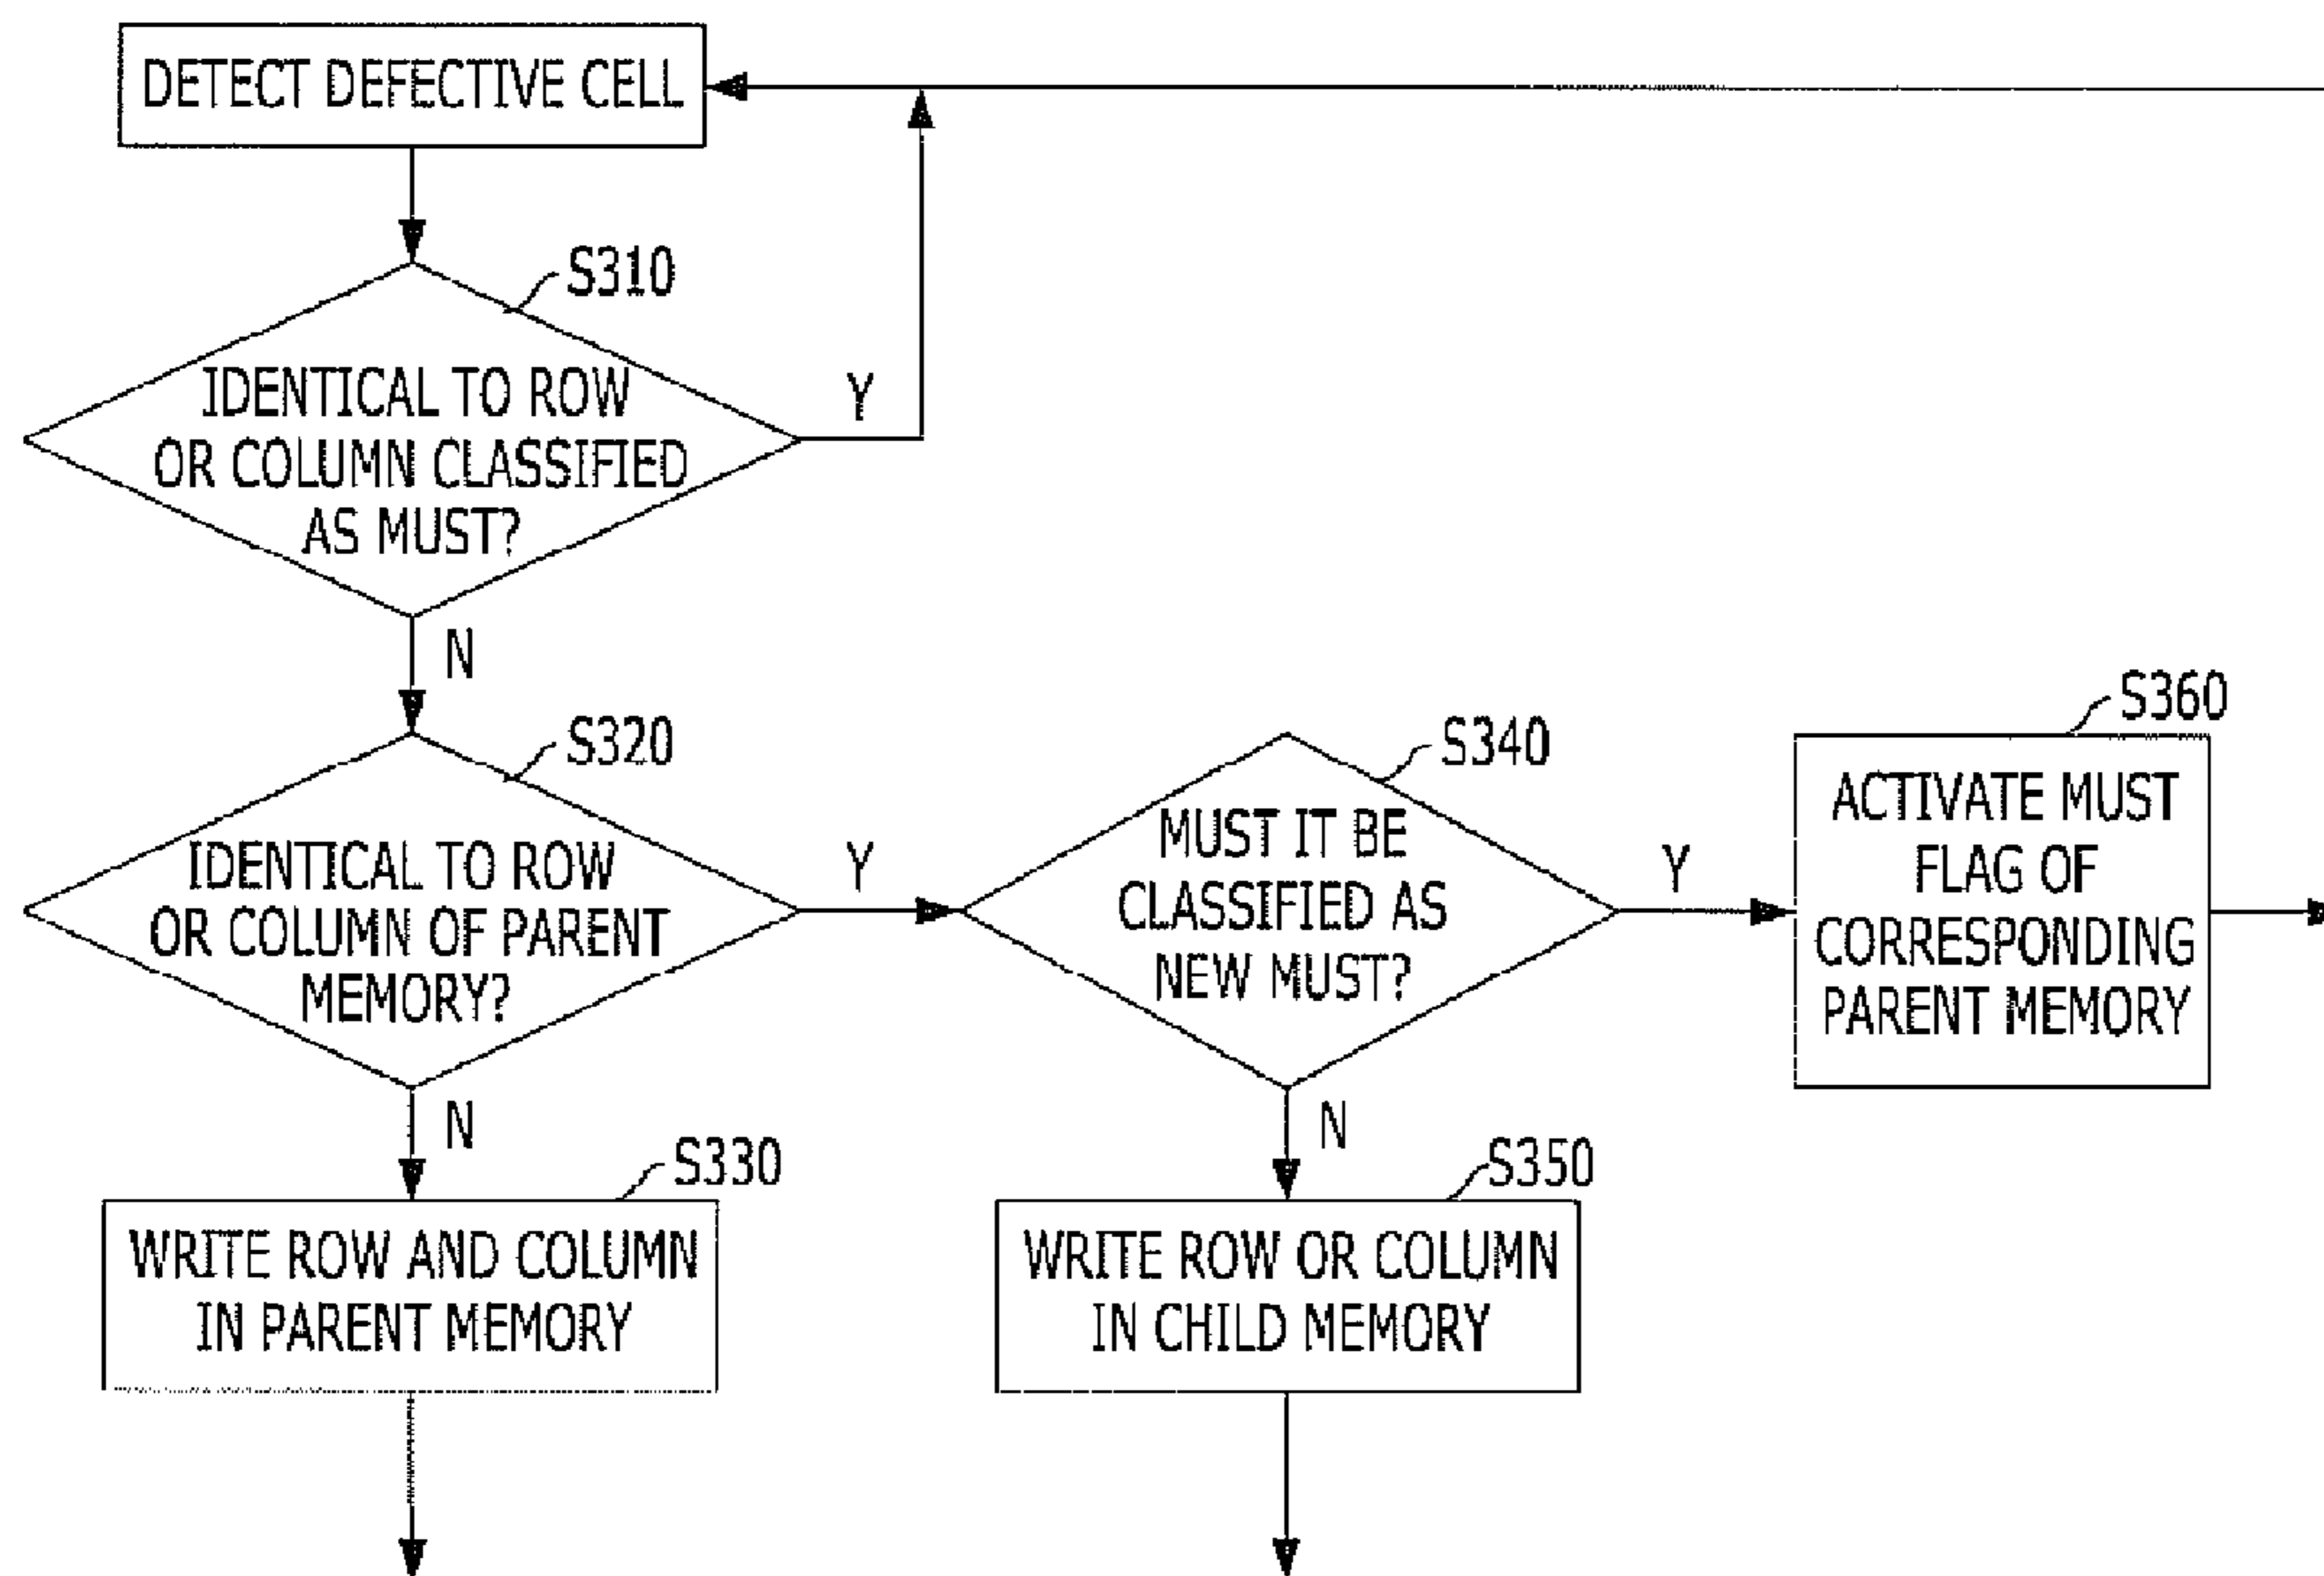 DETECT DEFECTIVE CELL
S310
IDENTICAL TO ROW
OR COLUMN CLASSIFIED
AS MUST?
Y
N
S320
IDENTICAL TO ROW
OR COLUMN OF PARENT
MEMORY?
Y
N
S340
MUST IT BE
CLASSIFIED AS
NEW MUST?
Y
N
S360
ACTIVATE MUST
FLAG OF
CORRESPONDING
PARENT MEMORY
S330
WRITE ROW AND COLUMN
IN PARENT MEMORY
S350
WRITE ROW OR COLUMN
IN CHILD MEMORY